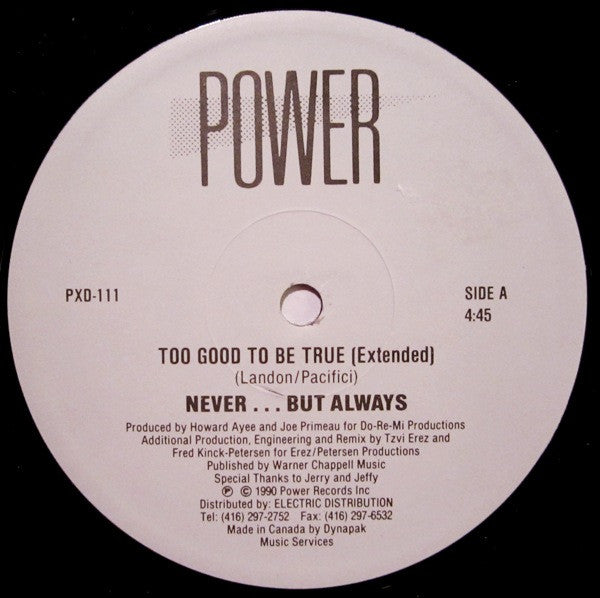 POWER
PXD-111
SIDE A
4:45
TOO GOOD TO BE TRUE (Extended)
(Landon/Pacifici)
NEVER . . . BUT ALWAYS
Produced by Howard Ayee and Joe Primeau for Do-Re-Mi Productions
Additional Production, Engineering and Remix by Tzvi Erez and
Fred Kinck-Petersen for Erez/Petersen Productions
Published by Warner Chappell Music
Special Thanks to Jerry and Jeffy
℗ © 1990 Power Records Inc
Distributed by: ELECTRIC DISTRIBUTION
Tel: (416) 297-2752 Fax: (416) 297-6532
Made in Canada by Dynapak
Music Services